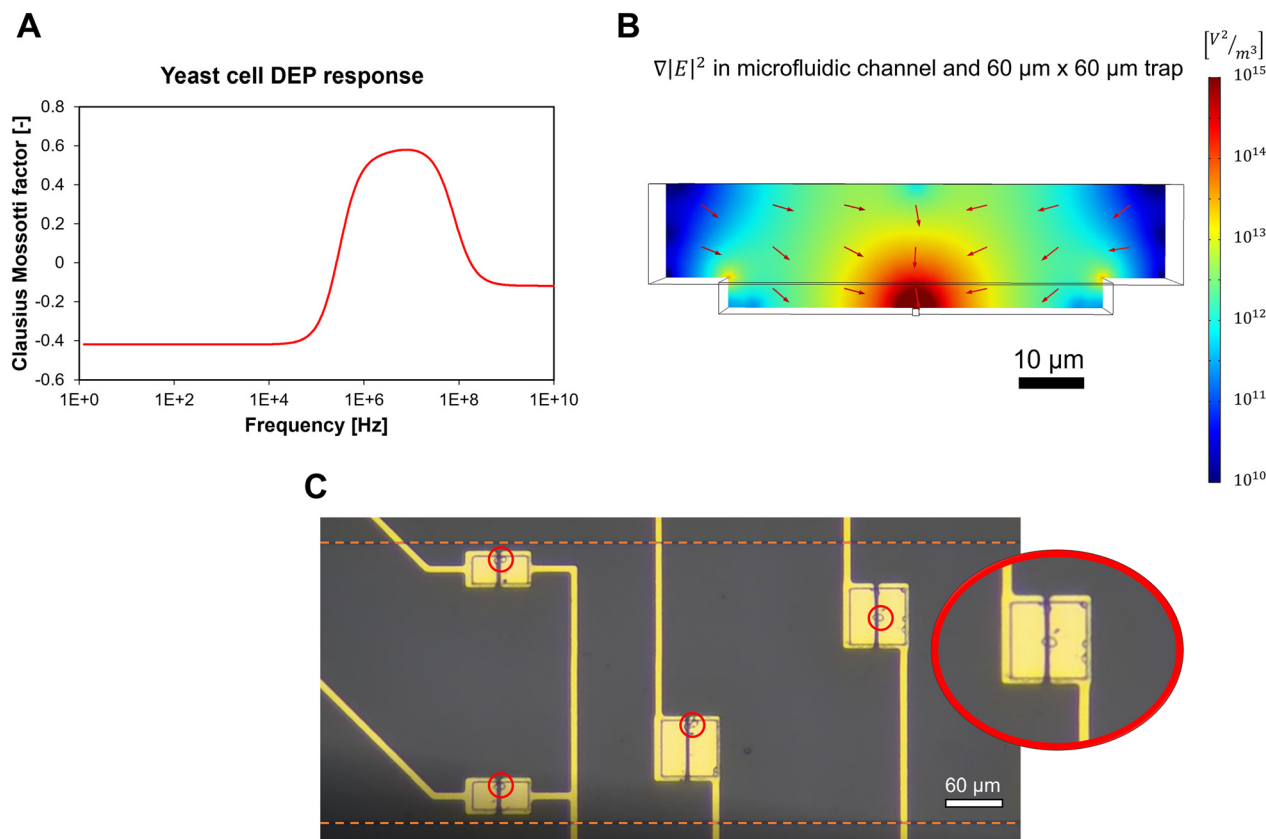 A
Yeast cell DEP response
Clausius Mossotti factor [-]
0.8
0.6
0.4
0.2
0
-0.2
-0.4
-0.6
1E+0 1E+2 1E+4 1E+6 1E+8 1E+10
Frequency [Hz]
B
∇|E|² in microfluidic channel and 60 µm x 60 µm trap
10 µm
[V²/m³]
10¹⁵
10¹⁴
10¹³
10¹²
10¹¹
10¹⁰
C
60 µm